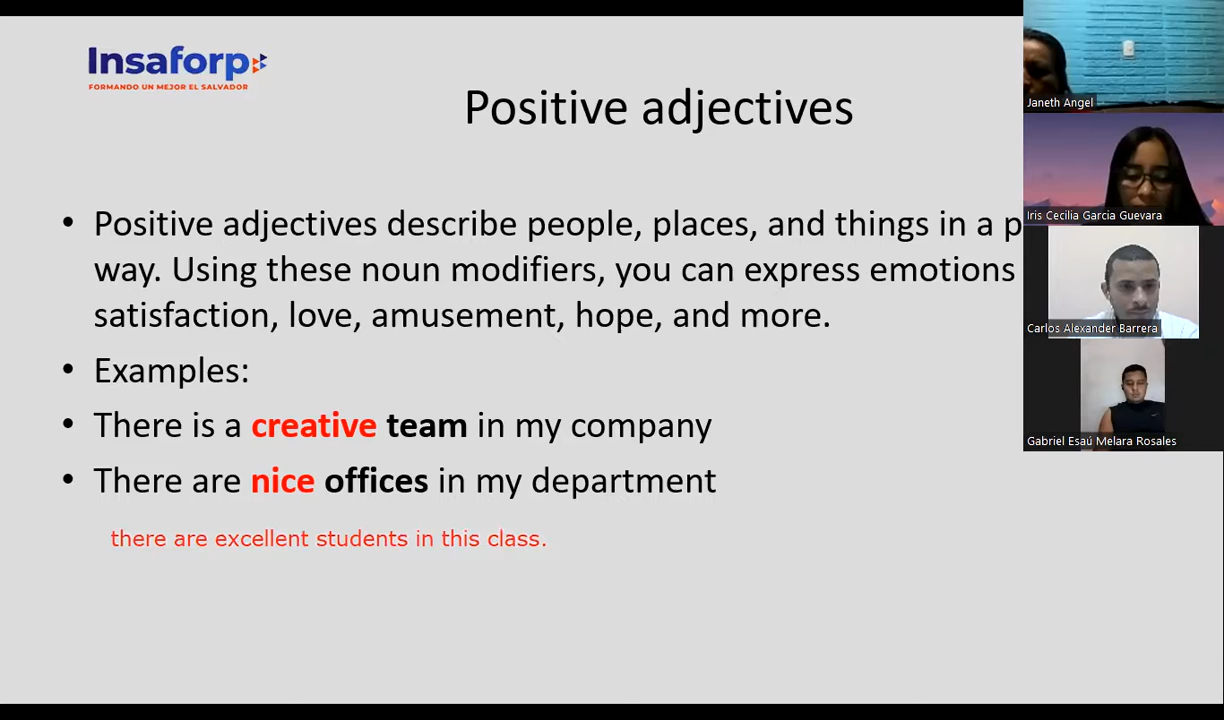 Insaforp
FORMANDO UN MEJOR EL SALVADOR
Positive adjectives
• Positive adjectives describe people, places, and things in a p
way. Using these noun modifiers, you can express emotions
satisfaction, love, amusement, hope, and more.
• Examples:
• There is a creative team in my company
• There are nice offices in my department
there are excellent students in this class.
Janeth Angel
Iris Cecilia Garcia Guevara
Carlos Alexander Barrera
Gabriel Esaú Melara Rosales